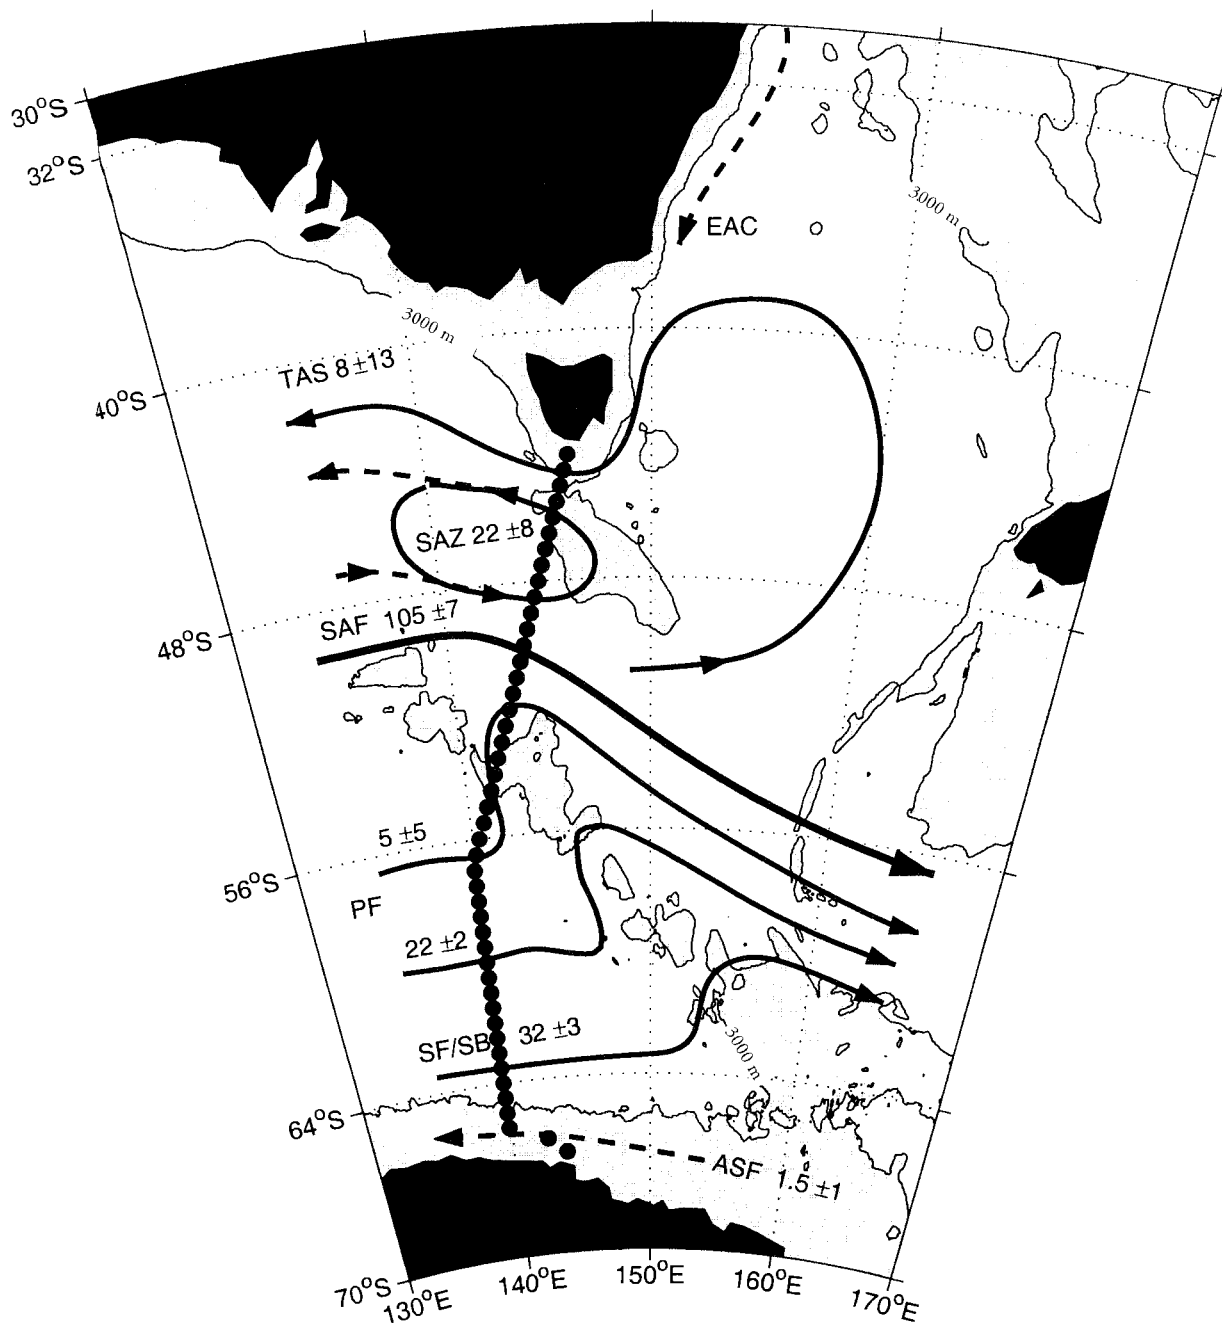 30°S
32°S
3000 m
EAC
3000 m
TAS 8 ±13
40°S
SAZ 22 ±8
SAF 105 ±7
48°S
5 ±5
56°S
PF
22 ±2
SF/SB 32 ±3
3000 m
64°S
ASF 1.5 ±1
70°S
130°E
140°E
150°E
160°E
170°E